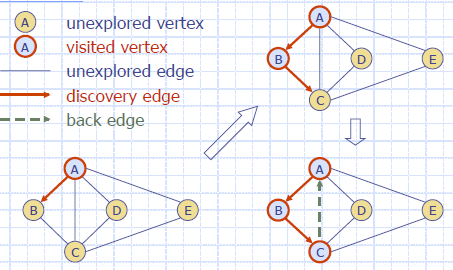 A unexplored vertex
A visited vertex
unexplored edge
discovery edge
back edge
A
B D E
C
A
B D E
C
A
B D E
C